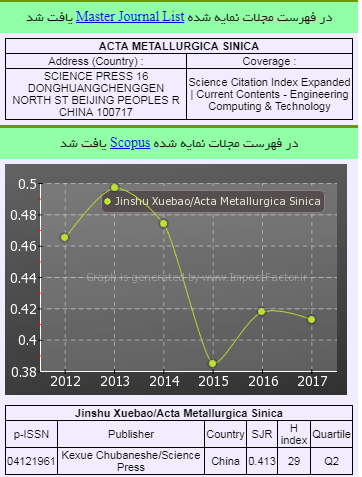 در فهرست مجلات نمایه شده Master Journal List یافت شد
ACTA METALLURGICA SINICA
Address (Country) : Coverage :
SCIENCE PRESS 16
DONGHUANGCHENGGEN
NORTH ST BEIJING PEOPLES R
CHINA 100717
Science Citation Index Expanded
| Current Contents - Engineering
Computing & Technology
در فهرست مجلات نمایه شده Scopus یافت شد
Jinshu Xuebao/Acta Metallurgica Sinica
0.5
0.48
0.46
0.44
0.42
0.4
0.38
Graph is generated by www.ImpactFactor.ir
2012 2013 2014 2015 2016 2017
Jinshu Xuebao/Acta Metallurgica Sinica
p-ISSN Publisher Country SJR H index Quartile
04121961 Kexue Chubaneshe/Science Press China 0.413 29 Q2